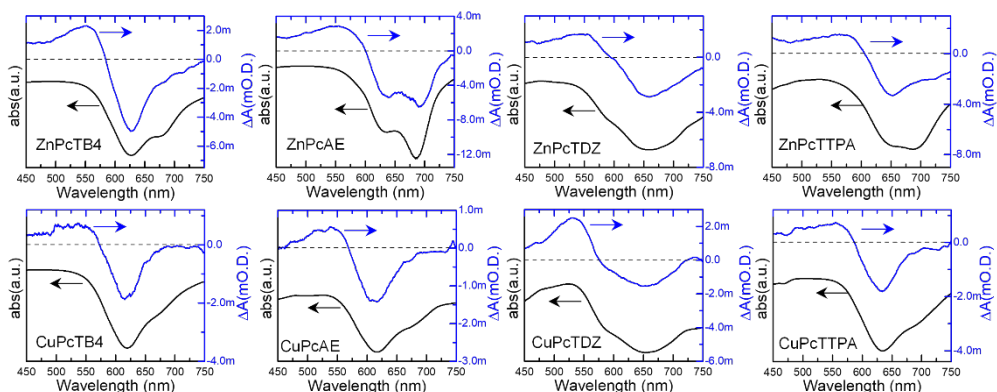 abs(a.u.)
ZnPcTB4
2.0m
0.0
-2.0m
-4.0m
-6.0m
ΔA(mO.D.)
450 500 550 600 650 700 750
Wavelength (nm)
abs(a.u.)
ZnPcAE
4.0m
0.0
-4.0m
-8.0m
-12.0m
ΔA(mO.D.)
450 500 550 600 650 700 750
Wavelength (nm)
abs(a.u.)
ZnPcTDZ
0.0
-4.0m
-8.0m
ΔA(mO.D.)
450 500 550 600 650 700 750
Wavelength (nm)
abs(a.u.)
ZnPcTTPA
0.0
-4.0m
-8.0m
ΔA(mO.D.)
450 500 550 600 650 700 750
Wavelength (nm)
abs(a.u.)
CuPcTB4
0.0
-2.0m
-4.0m
ΔA(mO.D.)
450 500 550 600 650 700 750
Wavelength (nm)
abs(a.u.)
CuPcAE
1.0m
0.0
-1.0m
-2.0m
-3.0m
ΔA(mO.D.)
450 500 550 600 650 700 750
Wavelength (nm)
abs(a.u.)
CuPcTDZ
2.0m
0.0
-2.0m
-4.0m
-6.0m
ΔA(mO.D.)
450 500 550 600 650 700 750
Wavelength (nm)
abs(a.u.)
CuPcTTPA
0.0
-2.0m
-4.0m
ΔA(mO.D.)
450 500 550 600 650 700 750
Wavelength (nm)